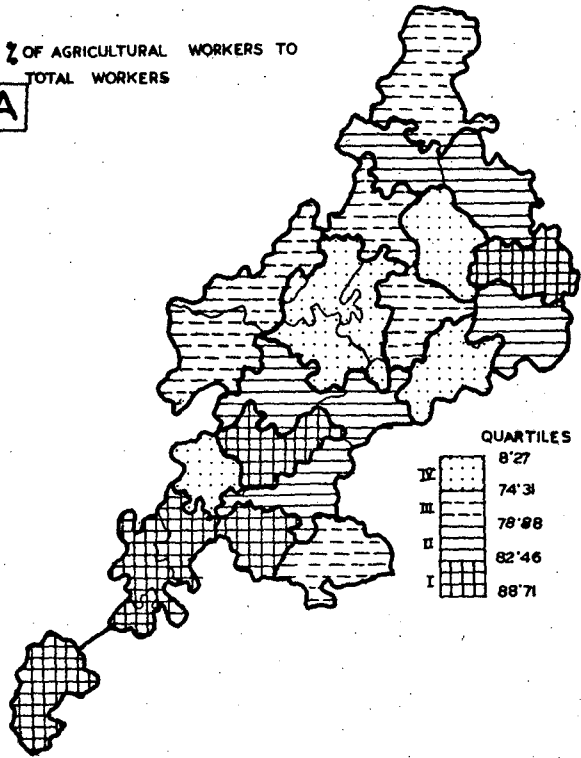 % OF AGRICULTURAL WORKERS TO
TOTAL WORKERS
A
QUARTILES
8'27
IV
74'31
III
78'88
II
82'46
I
88'71